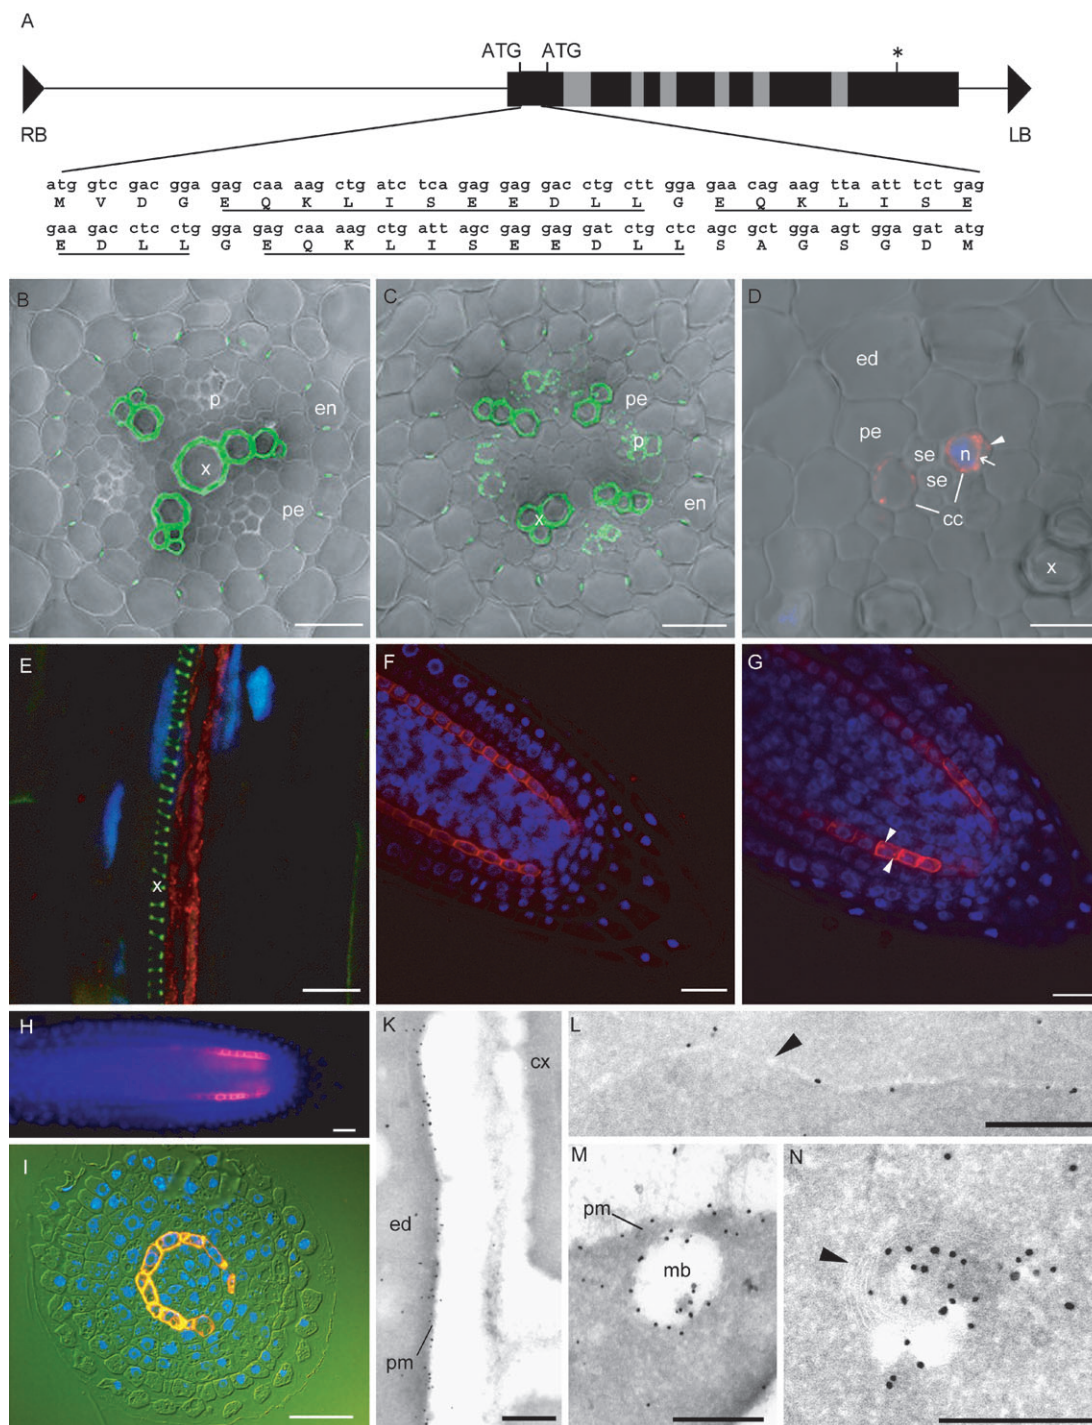 A
ATG ATG *
RB LB
atg gtc gac gga gag caa aag ctg atc tca gag gag gac ctg ctt gga gaa cag aag tta att tct gag
M V D G E Q K L I S E E D L L G E Q K L I S E
gaa gac ctc ctg gga gag caa aag ctg att agc gag gag gat ctg ctc agc gct gga agt gga gat atg
E D L L G G E Q K L I S E E D L L S A G S G D M
B p en x pe
C pe p en x
D ed pe se n se cc x
E x
F
G
H
K cx ed pm
L
I
M pm mb
N